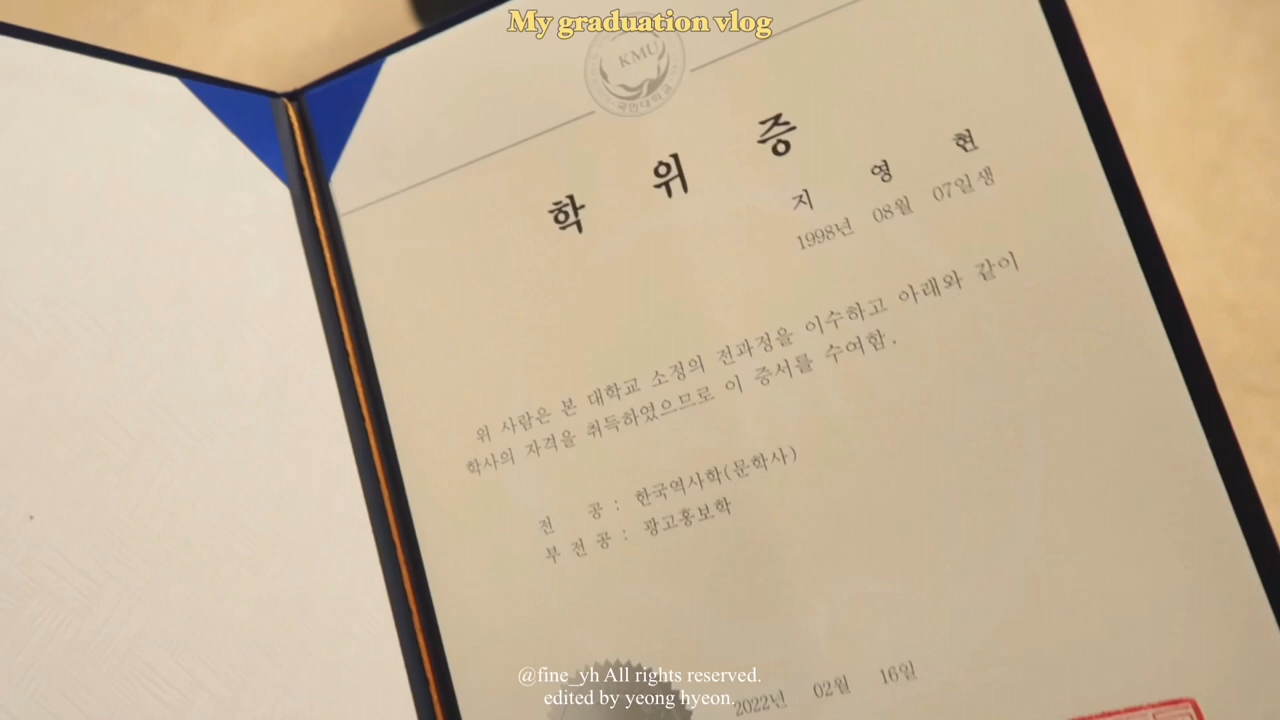 My graduation vlog
KMU
국민대학교
학 위 증
지 영 현
1998년 08월 07일생
위 사람은 본 대학교 소정의 전과정을 이수하고 아래와 같이
학사의 자격을 취득하였으므로 이 증서를 수여함.
전 공 : 한국역사학(문학사)
부 전 공 : 광고홍보학
2022년 02월 16일
@fine_yh All rights reserved.
edited by yeong hyeon.